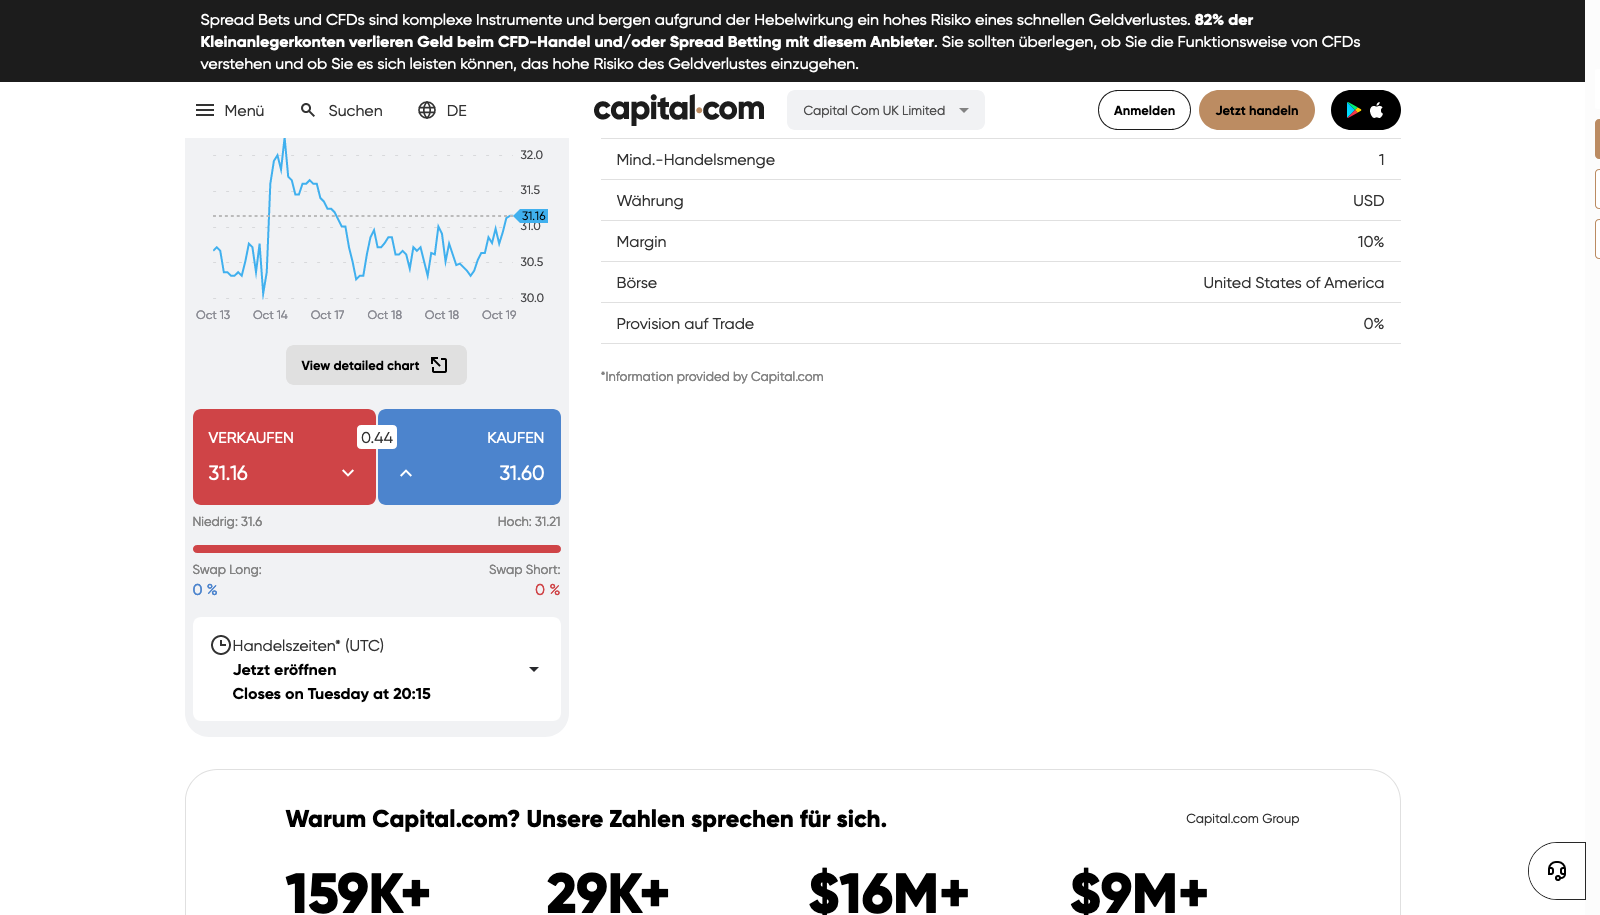 Spread Bets und CFDs sind komplexe Instrumente und bergen aufgrund der Hebelwirkung ein hohes Risiko eines schnellen Geldverlustes. 82% der
Kleinanlegerkonten verlieren Geld beim CFD-Handel und/oder Spread Betting mit diesem Anbieter. Sie sollten überlegen, ob Sie die Funktionsweise von CFDs
verstehen und ob Sie es sich leisten können, das hohe Risiko des Geldverlustes einzugehen.
Menü
Suchen
DE
capital.com
Capital Com UK Limited
Anmelden
Jetzt handeln
32.0
31.5
31.16
31.0
30.5
30.0
Oct 13
Oct 14
Oct 17
Oct 18
Oct 18
Oct 19
View detailed chart
VERKAUFEN
31.16
0.44
KAUFEN
31.60
Niedrig: 31.6
Hoch: 31.21
Swap Long:
0 %
Swap Short:
0 %
Handelszeiten* (UTC)
Jetzt eröffnen
Closes on Tuesday at 20:15
Mind.-Handelsmenge 1
Währung USD
Margin 10%
Börse United States of America
Provision auf Trade 0%
*Information provided by Capital.com
Warum Capital.com? Unsere Zahlen sprechen für sich.
Capital.com Group
159K+
29K+
$16M+
$9M+